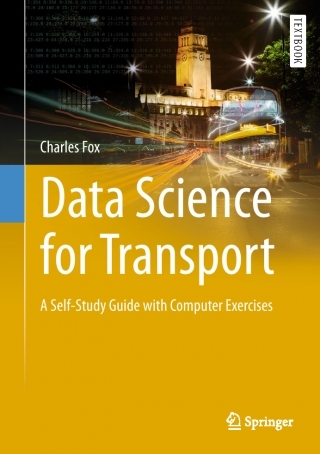 TEXTBOOK
Charles Fox
Data Science
for Transport
A Self-Study Guide with Computer Exercises
Springer